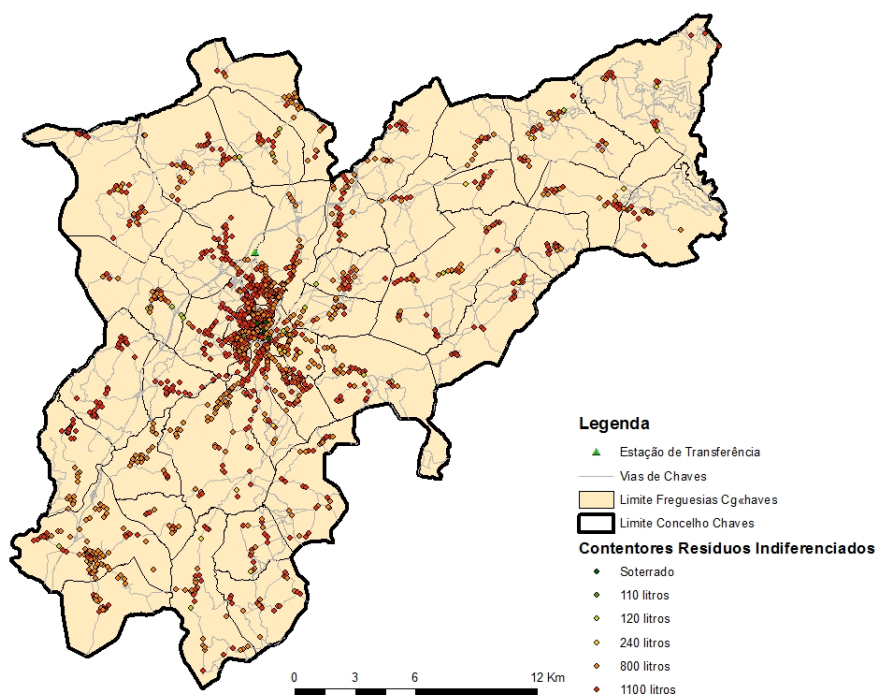 Legenda
Estação de Transferência
Vias de Chaves
Limite Freguesias Cg«haves
Limite Concelho Chaves
Contentores Resíduos Indiferenciados
Soterrado
110 litros
120 litros
240 litros
800 litros
1100 litros
0 3 6 12 Km